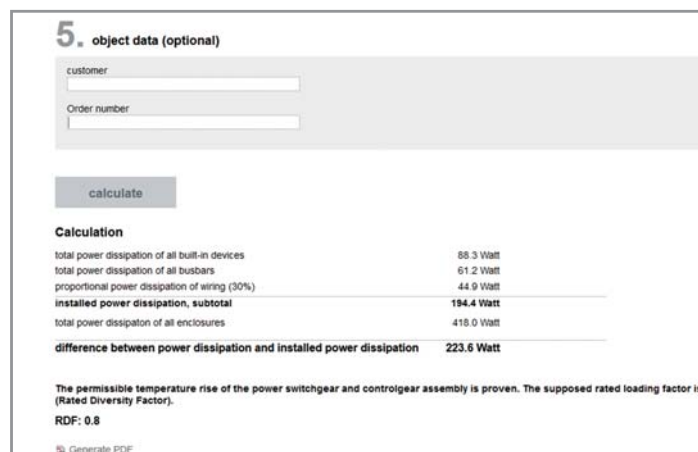 5. object data (optional)
customer
Order number
calculate
Calculation
total power dissipation of all built-in devices 88.3 Watt
total power dissipation of all busbars 61.2 Watt
proportional power dissipation of wiring (30%) 44.9 Watt
installed power dissipation, subtotal 194.4 Watt
total power dissipaton of all enclosures 418.0 Watt
difference between power dissipation and installed power dissipation 223.6 Watt
The permissible temperature rise of the power switchgear and controlgear assembly is proven. The supposed rated loading factor is
(Rated Diversity Factor).
RDF: 0.8
Generate PDF